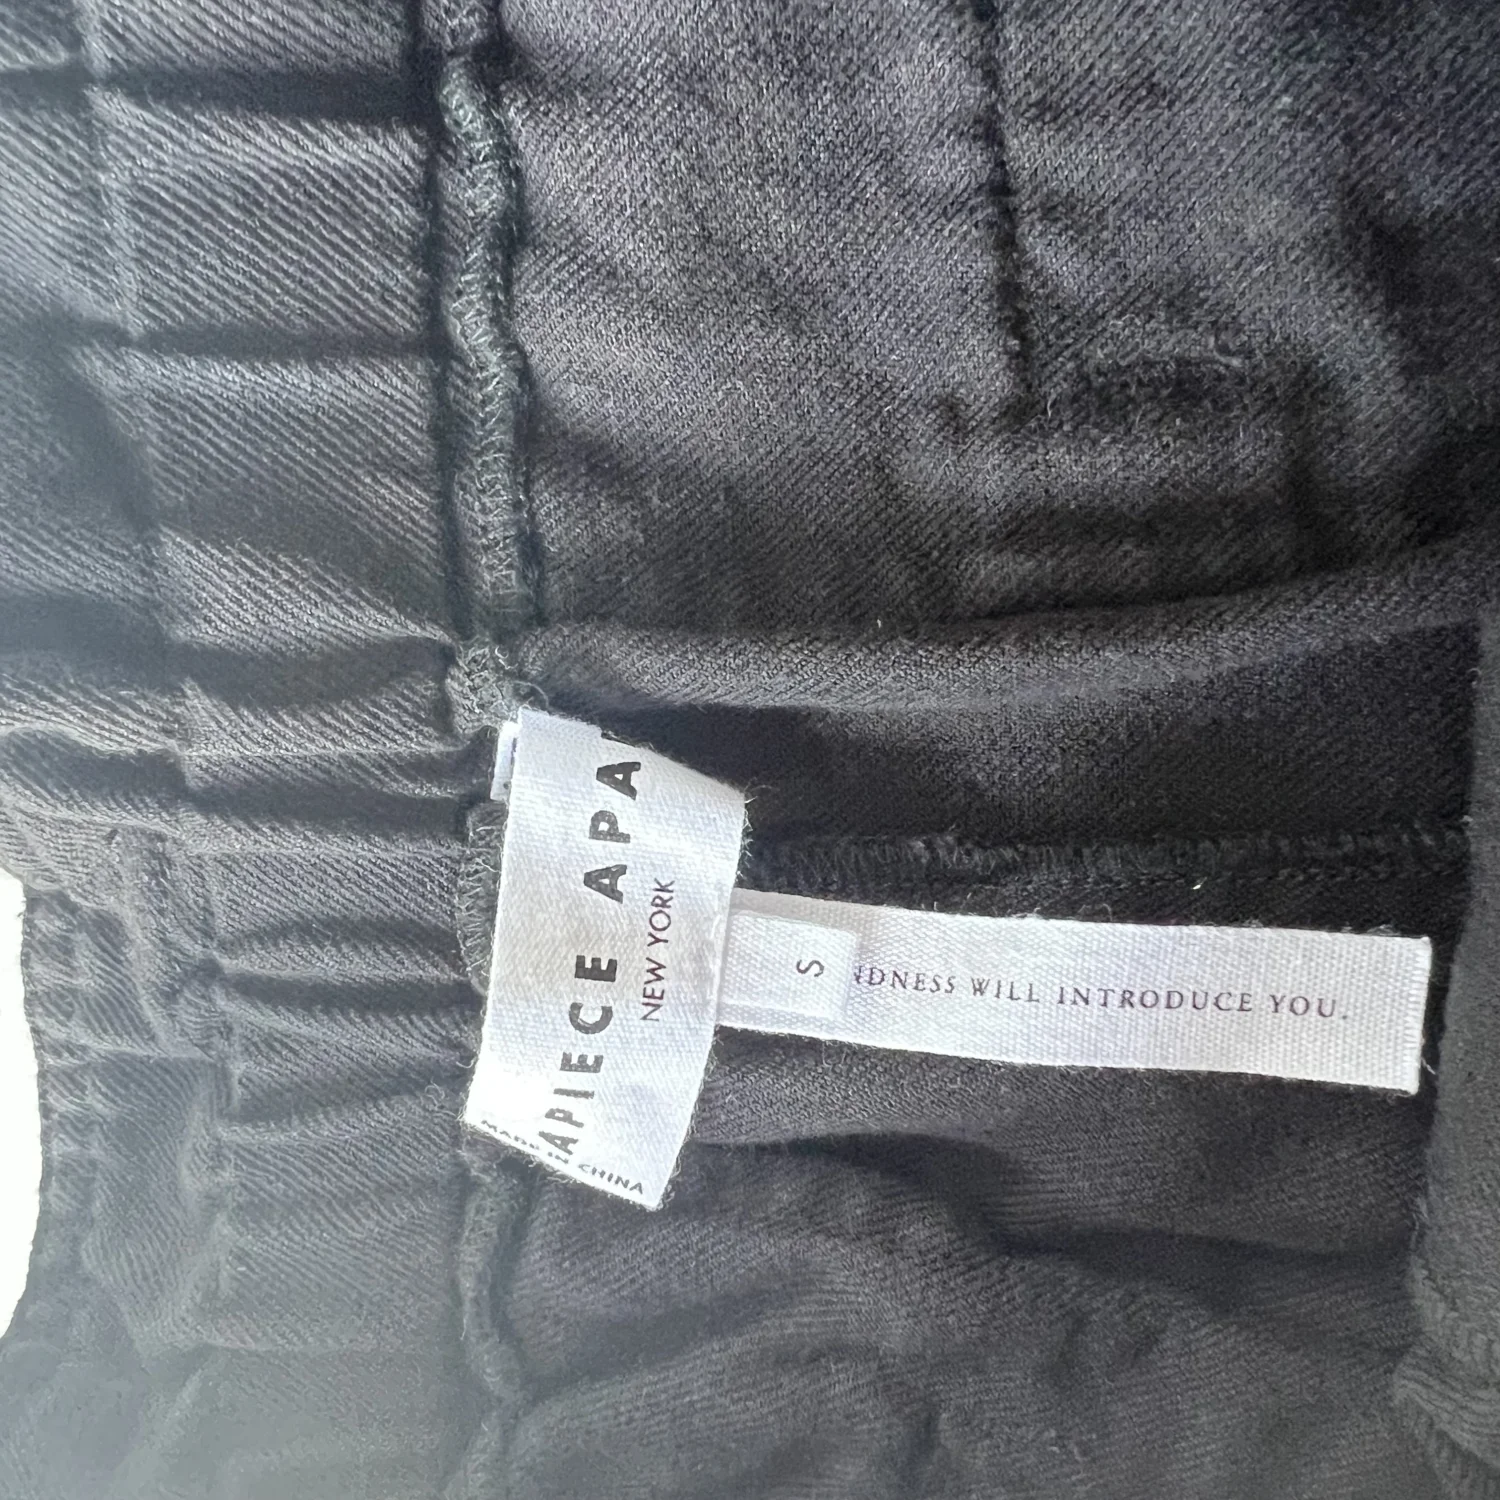 APIECE APA
NEW YORK
MADE IN CHINA
S
NDNESS WILL INTRODUCE YOU.